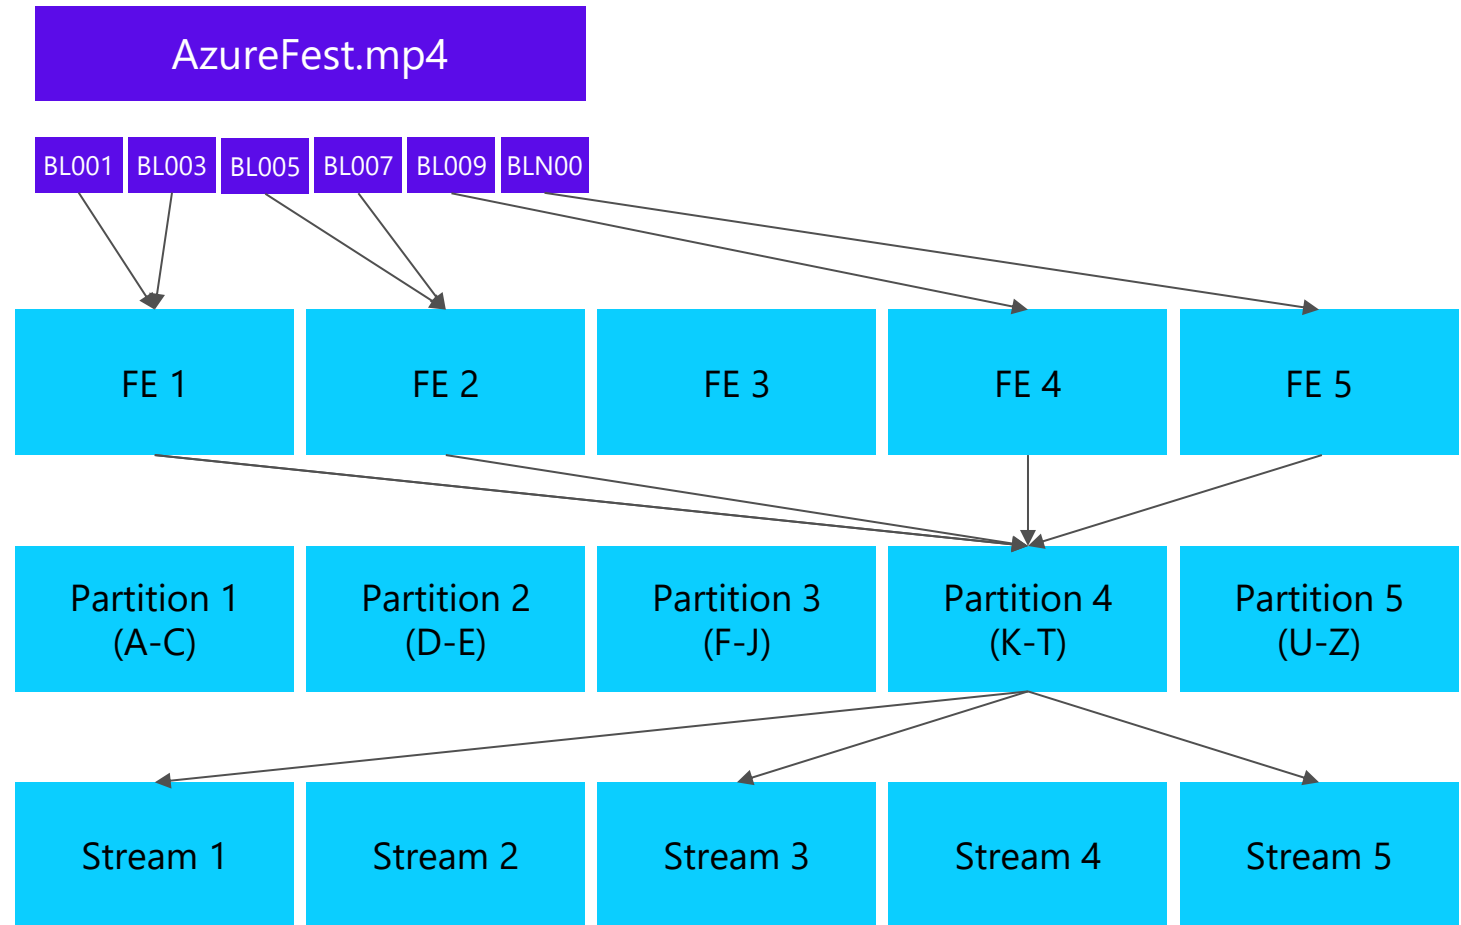 AzureFest.mp4
BL001 BL003 BL005 BL007 BL009 BLN00
FE 1 FE 2 FE 3 FE 4 FE 5
Partition 1 Partition 2 Partition 3 Partition 4 Partition 5
(A-C) (D-E) (F-J) (K-T) (U-Z)
Stream 1 Stream 2 Stream 3 Stream 4 Stream 5